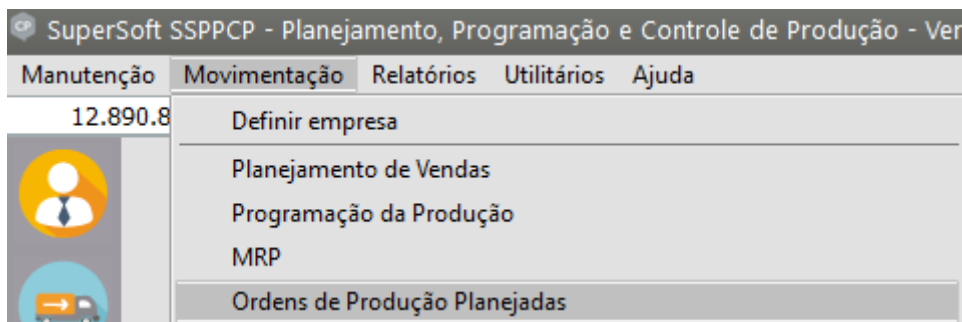 SuperSoft SSPPCP - Planejamento, Programação e Controle de Produção - Ver
Manutenção Movimentação Relatórios Utilitários Ajuda
12.890.8
Definir empresa
Planejamento de Vendas
Programação da Produção
MRP
Ordens de Produção Planejadas